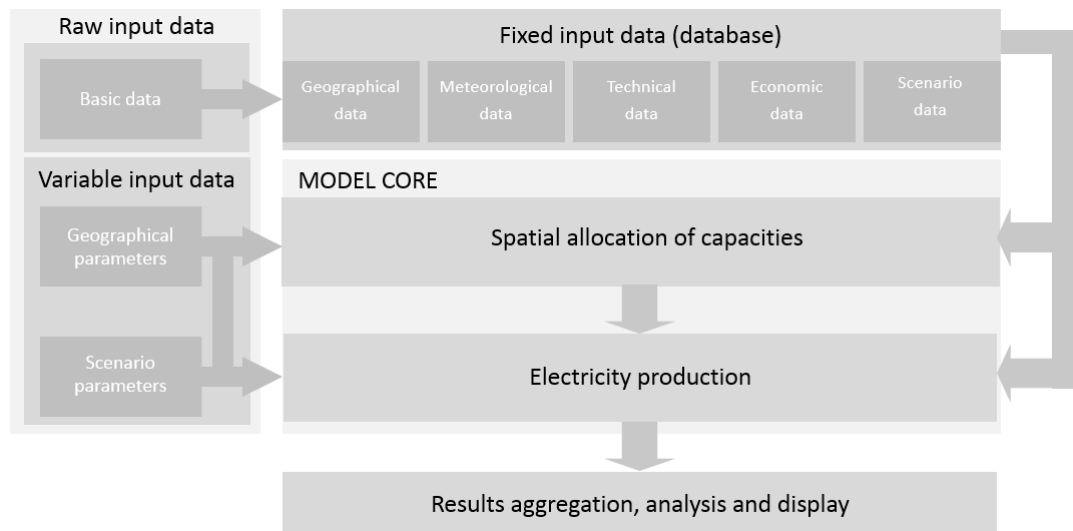 Raw input data
Basic data
Fixed input data (database)
Geographical
data
Meteorological
data
Technical
data
Economic
data
Scenario
data
Variable input data
Geographical
parameters
Scenario
parameters
MODEL CORE
Spatial allocation of capacities
Electricity production
Results aggregation, analysis and display